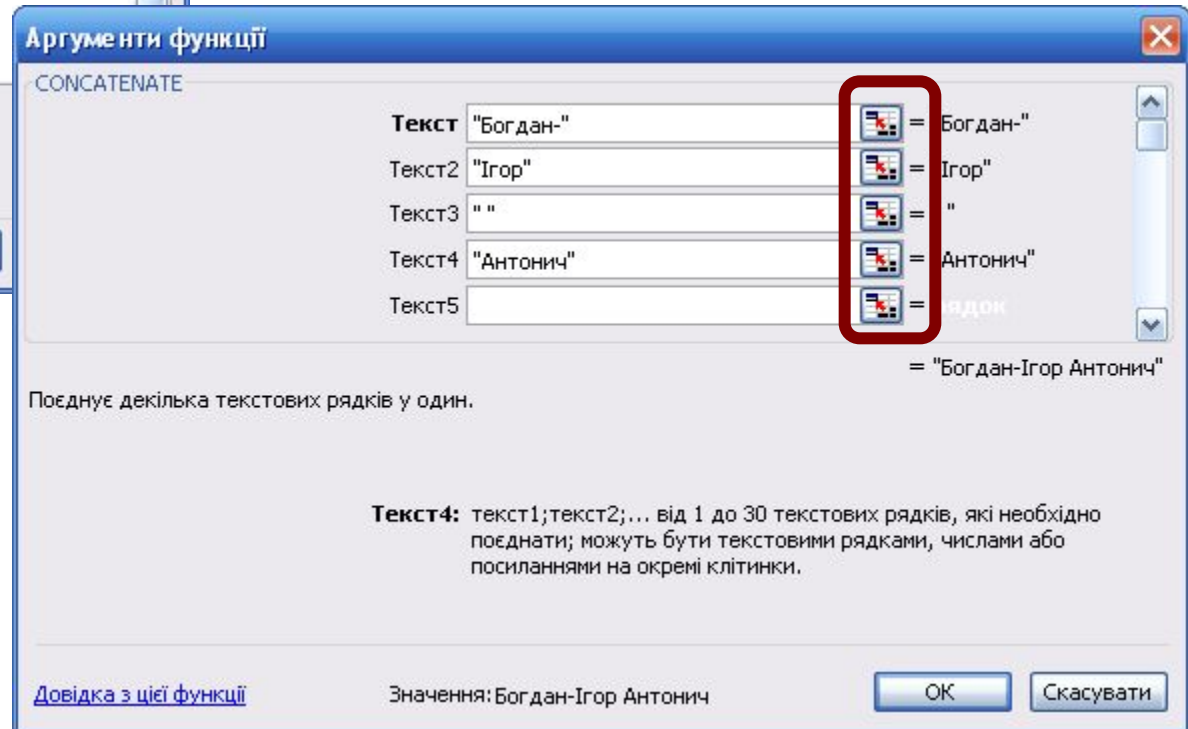 Аргументи функції
CONCATENATE
Текст "Богдан-" = Богдан-"
Текст2 "Ігор" = Ігор"
Текст3 " " = "
Текст4 "Антонич" = Антонич"
Текст5 =
= "Богдан-Ігор Антонич"
Поєднує декілька текстових рядків у один.
Текст4: текст1;текст2;... від 1 до 30 текстових рядків, які необхідно
поєднати; можуть бути текстовими рядками, числами або
посиланнями на окремі клітинки.
Довідка з цієї функції Значення: Богдан-Ігор Антонич ОК Скасувати